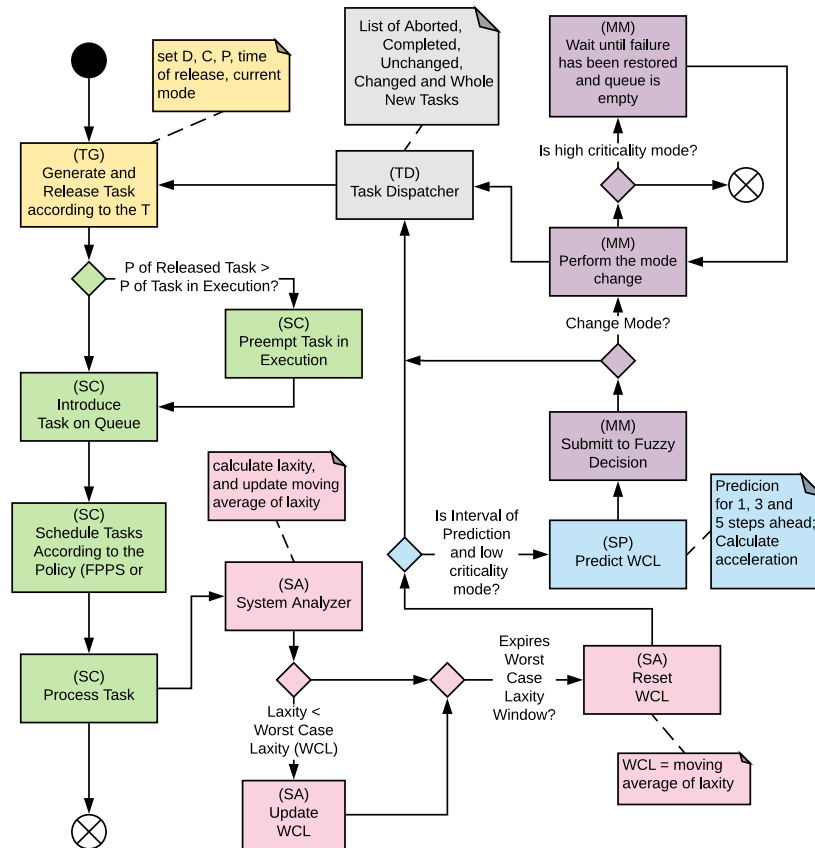 set D, C, P, time
of release, current
mode
List of Aborted,
Completed,
Unchanged,
Changed and Whole
New Tasks
(MM)
Wait until failure
has been restored
and queue is
empty
(TG)
Generate and
Release Task
according to the T
(TD)
Task Dispatcher
Is high criticality mode?
(MM)
Perform the mode
change
P of Released Task >
P of Task in Execution?
(SC)
Preempt Task in
Execution
Change Mode?
(SC)
Introduce
Task on Queue
(MM)
Submitt to Fuzzy
Decision
calculate laxity,
and update moving
average of laxity
(SC)
Schedule Tasks
According to the
Policy (FPPS or
Is Interval of
Prediction
and low
criticality
mode?
(SP)
Predict WCL
Predicion
for 1, 3 and
5 steps ahead;
Calculate
acceleration
(SA)
System Analyzer
(SC)
Process Task
Laxity <
Worst Case
Laxity (WCL)
Expires
Worst
Case
Laxity
Window?
(SA)
Reset
WCL
(SA)
Update
WCL
WCL = moving
average of laxity